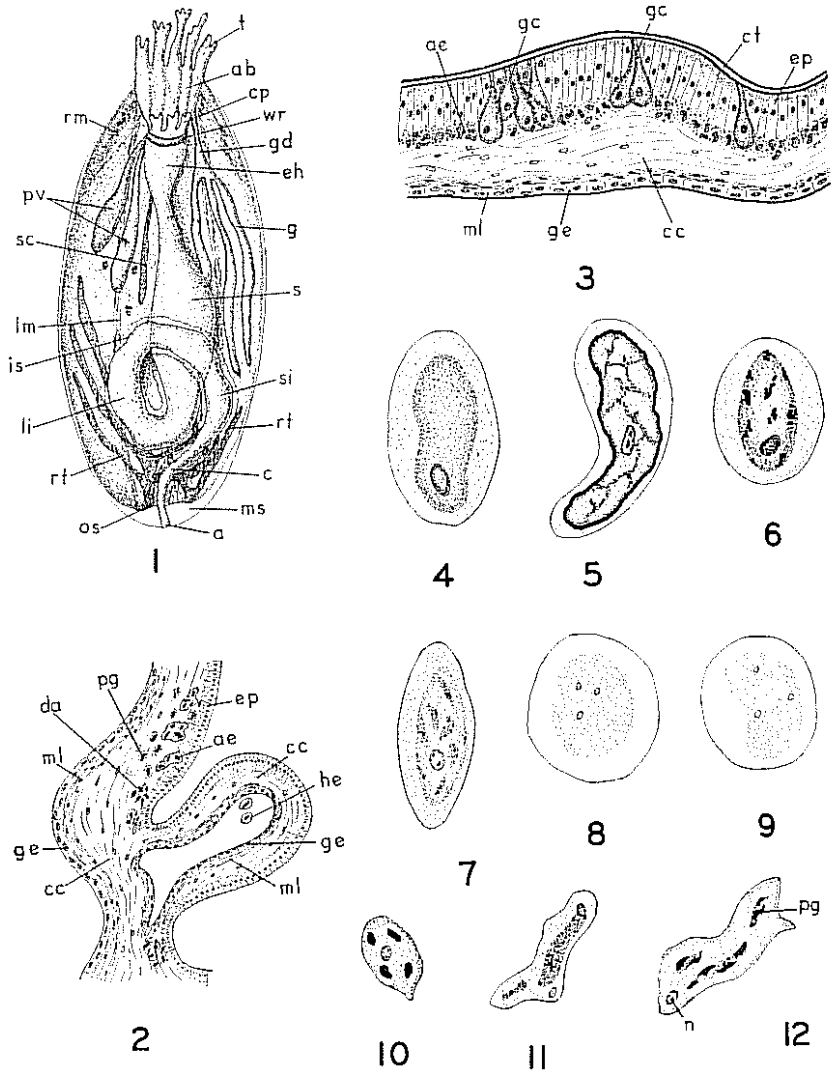 t
ab
rm
cp
wr
gd
eh
pv
g
sc
s
lm
is
si
li
rt
rt
c
os
ms
a
1
gc
gc
ae
ct
ep
ml
ge
cc
3
4
5
6
pg
da
ep
ml
ae
cc
he
ge
ge
cc
ml
2
7
8
9
10
11
pg
n
12